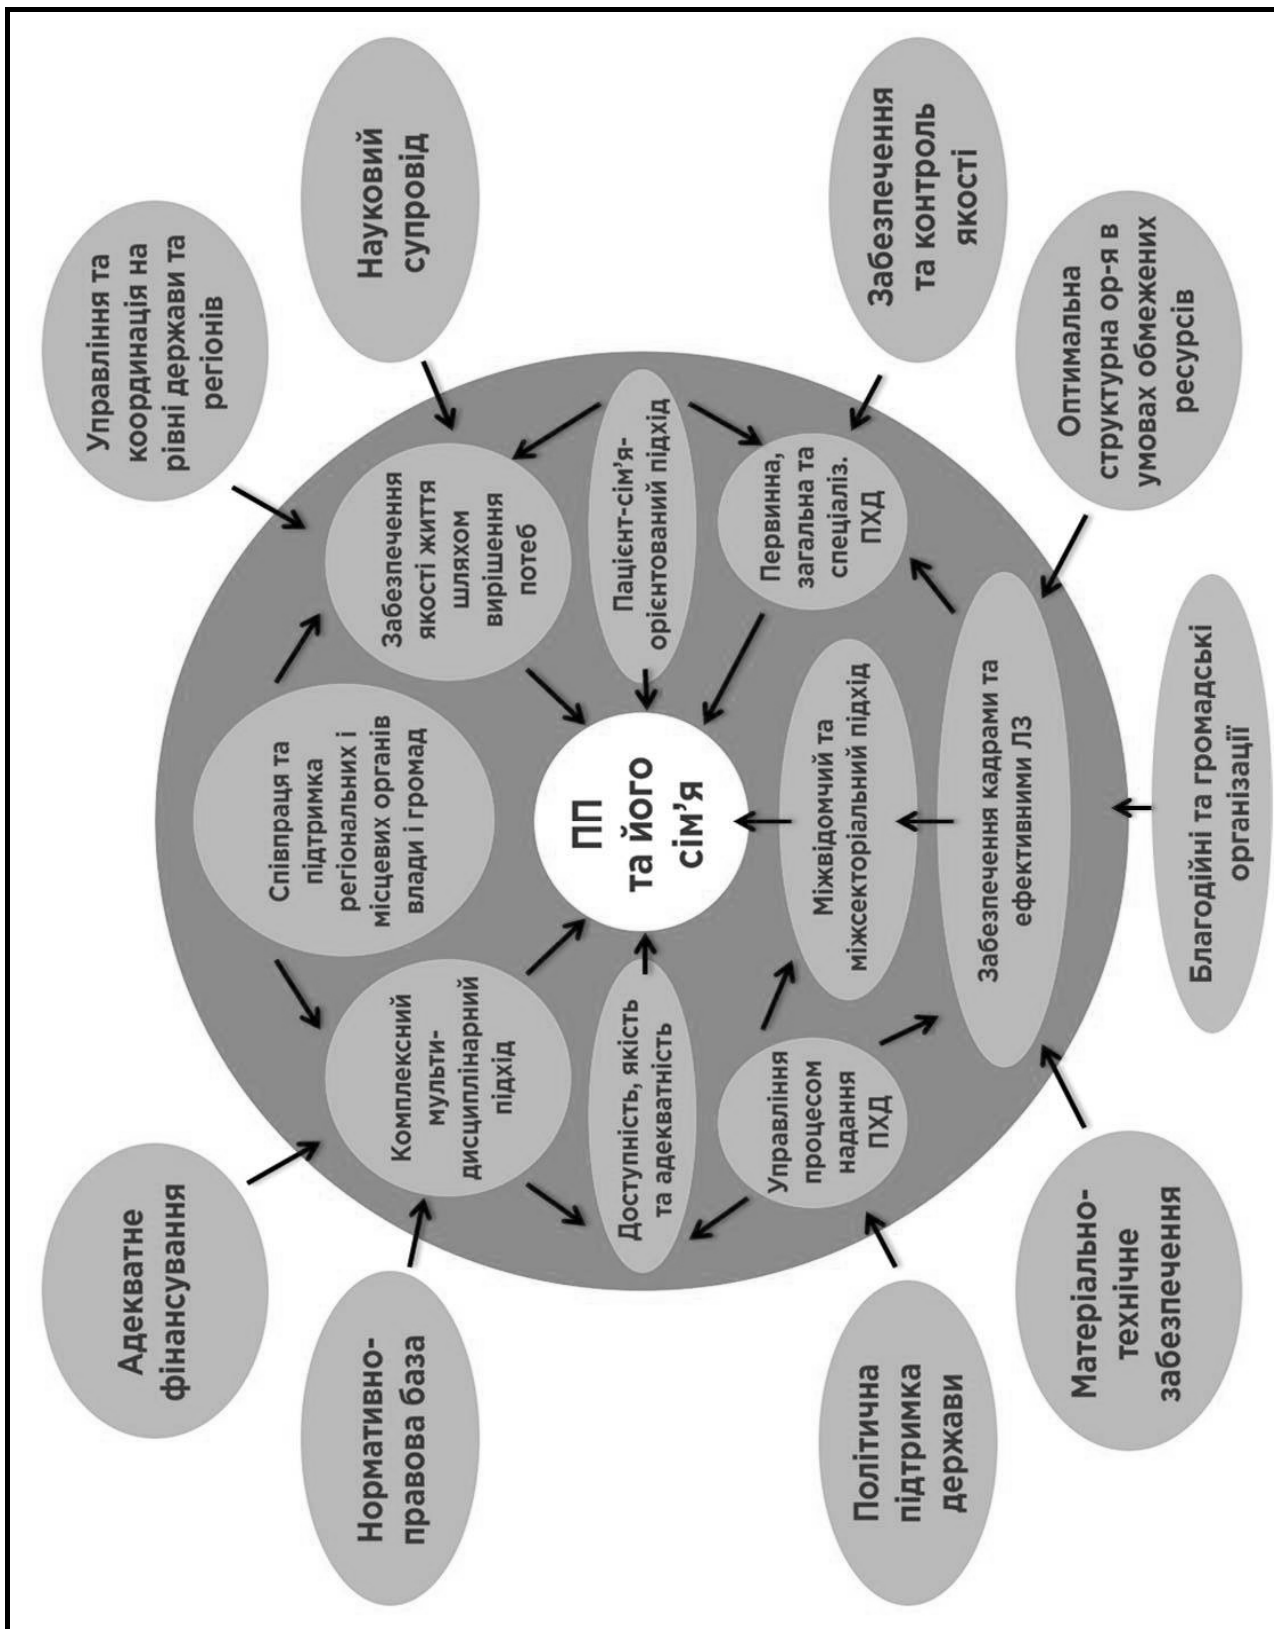 Адекватне
фінансування
Управління та
координація на
рівні держави та
регіонів
Нормативно-
правова база
Науковий
супровід
Співпраця та
підтримка
регіональних і
місцевих органів
влади і громад
Комплексний
мульти-
дисциплінарний
підхід
Забезпечення
якості життя
шляхом
вирішення
потеб
ПП
та його
сім’я
Доступність, якість
та адекватність
Пацієнт-сім’я-
орієнтований підхід
Управління
процесом
надання
ПХД
Міжвідомчий та
міжсекторіальний підхід
Первинна,
загальна та
спеціаліз.
ПХД
Забезпечення кадрами та
ефективними ЛЗ
Політична
підтримка
держави
Забезпечення
та контроль
якості
Матеріально-
технічне
забезпечення
Оптимальна
структурна ор-я в
умовах обмежених
ресурсів
Благодійні та громадські
організації